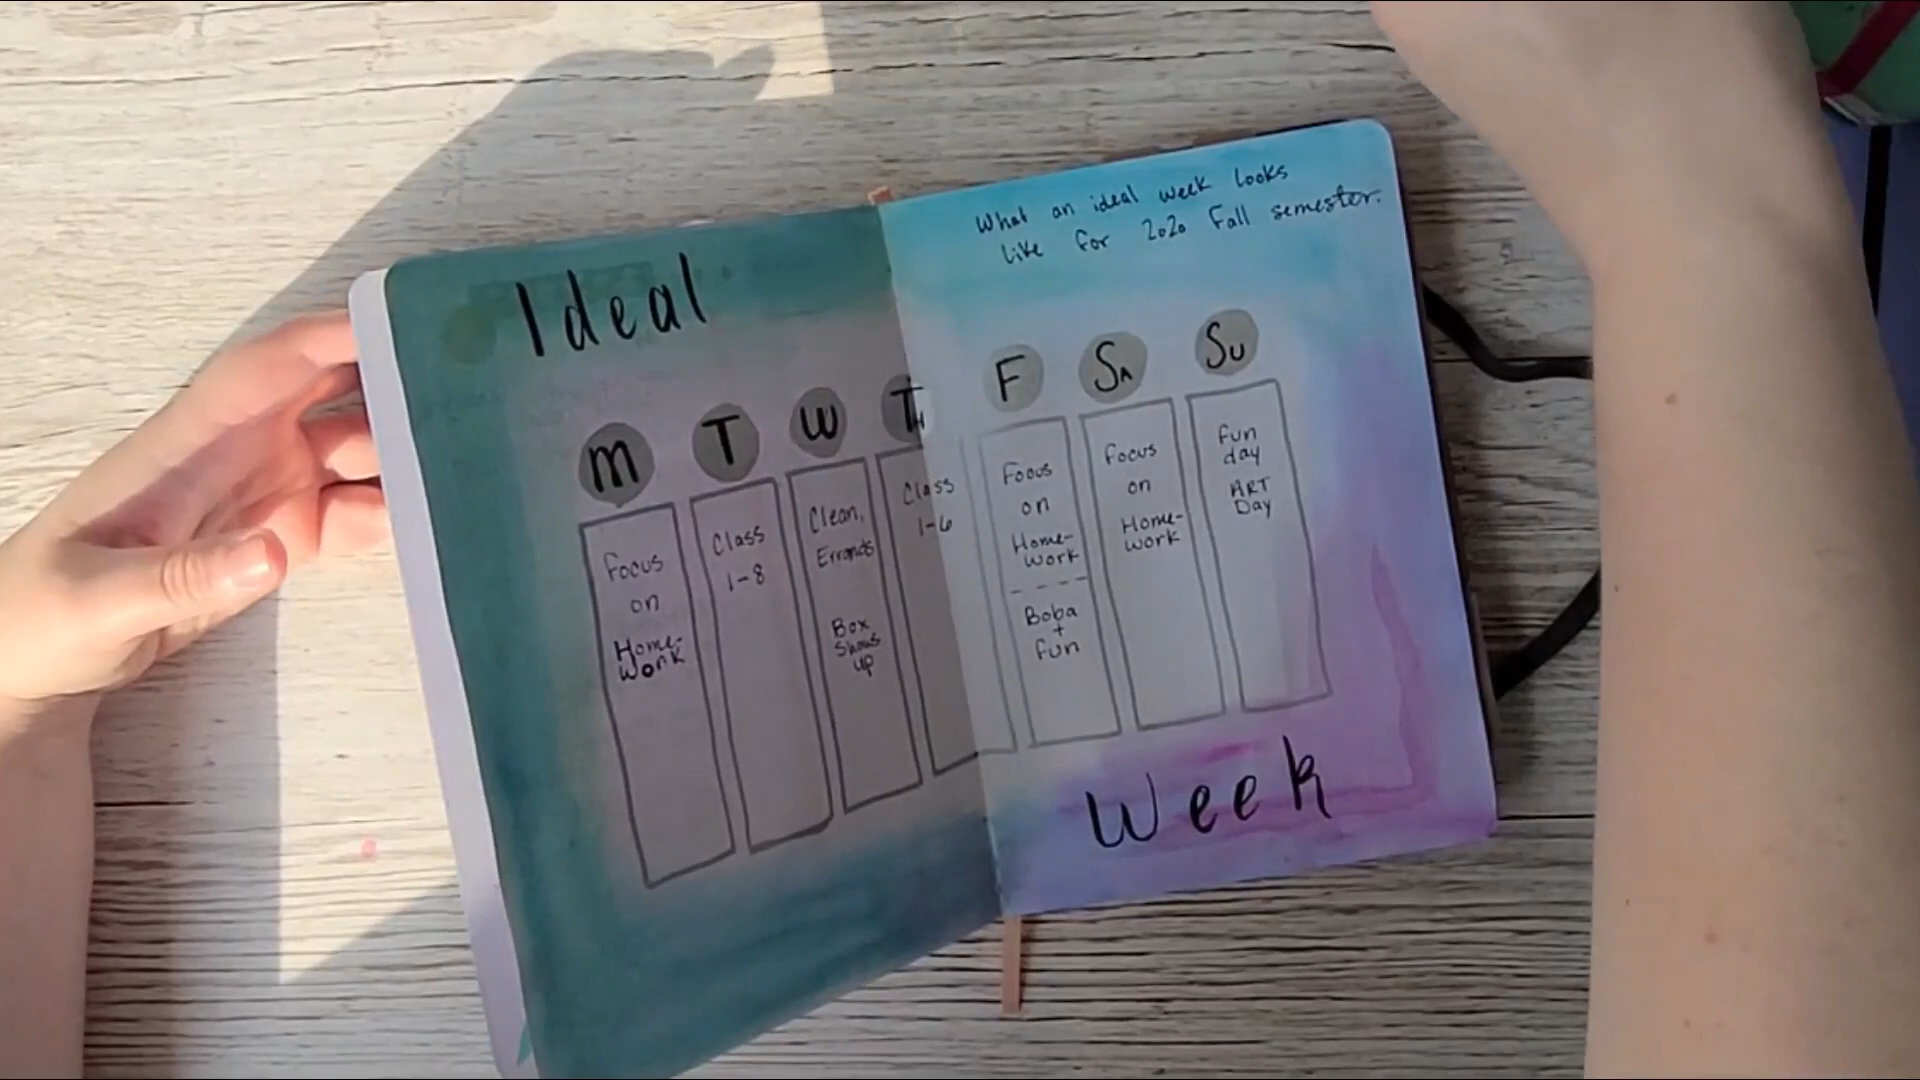 Ideal
What an ideal week looks
like for 2020 Fall semester.
M
Focus
on
Home-
work
T
Class
1-8
W
Clean,
Errands
Box
Shows
up
TH
Class
1-6
F
Focus
on
Home-
work
Boba
+
fun
SA
Focus
on
Home-
work
SU
fun
day
ART
Day
Week